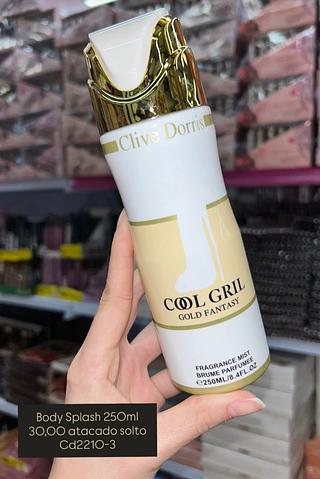 Clive Dorris
COOL GRIL
GOLD FANTASY
FRAGRANCE MIST
BRUME PARFUMEE
℮250ML/8.4FL.OZ
Body Splash 250ml
30,00 atacado solto
Cd2210-3